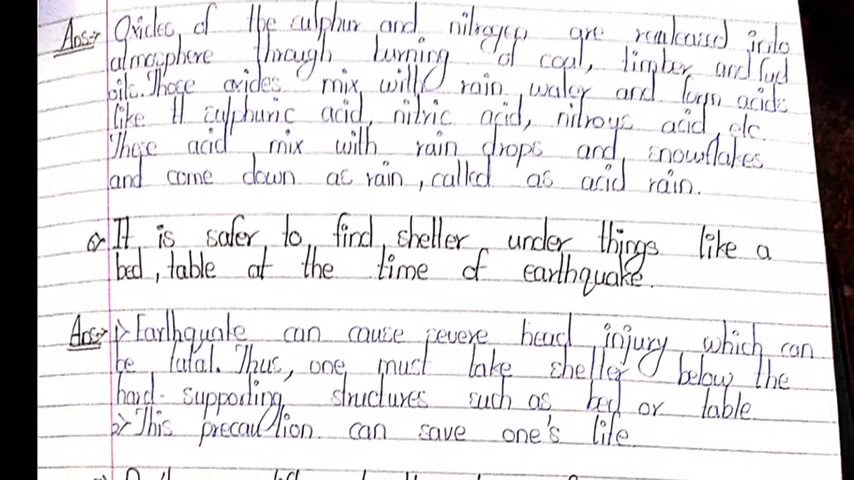 Ans:→ Oxides of the sulphur and nitrogen are realeased into
atmosphere through burning of coal, timber and fuel
oils. These oxides mix with rain water and form acids
like sulphuric acid, nitric acid, nitroys acid, etc.
These acid mix with rain drops and snowflakes
and come down as rain, called as acid rain.
It is safer to find shelter under things like a
bed, table at the time of earthquake.
Ans:→ 1> Earthquake can cause severe head injury which can
be fatal. Thus, one must take shelter below the
hard-supporting structures such as bed or table
2> This precaution can save one's life